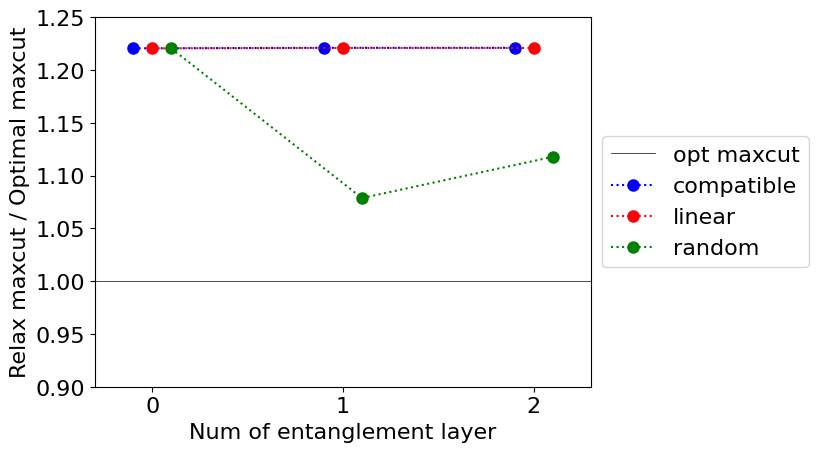 Relax maxcut / Optimal maxcut
1.25
1.20
1.15
1.10
1.05
1.00
0.95
0.90
0 1 2
Num of entanglement layer
opt maxcut
compatible
linear
random